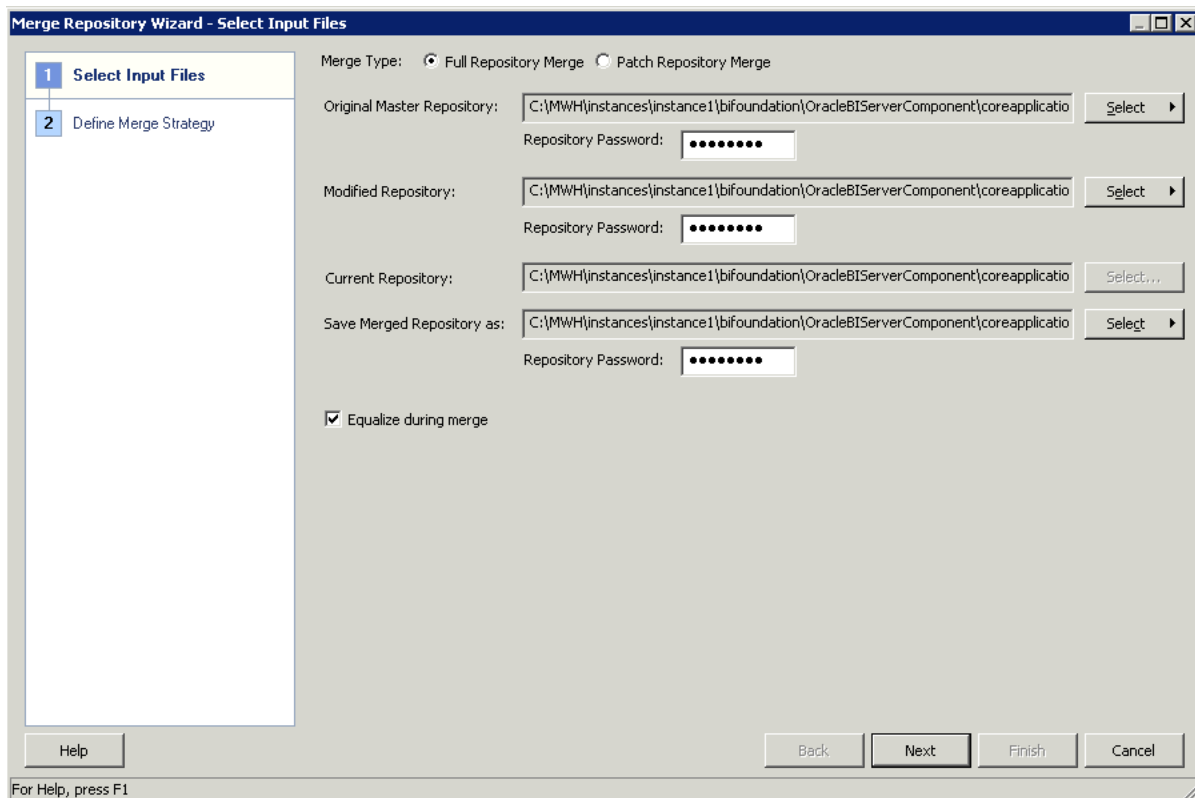 Merge Repository Wizard - Select Input Files
1 Select Input Files
2 Define Merge Strategy
Merge Type: Full Repository Merge Patch Repository Merge
Original Master Repository: C:\MWH\instances\instance1\bifoundation\OracleBIServerComponent\coreapplicatio Select
Repository Password: ••••••••
Modified Repository: C:\MWH\instances\instance1\bifoundation\OracleBIServerComponent\coreapplicatio Select
Repository Password: ••••••••
Current Repository: C:\MWH\instances\instance1\bifoundation\OracleBIServerComponent\coreapplicatio Select...
Save Merged Repository as: C:\MWH\instances\instance1\bifoundation\OracleBIServerComponent\coreapplicatio Select
Repository Password: ••••••••
Equalize during merge
Help Back Next Finish Cancel
For Help, press F1